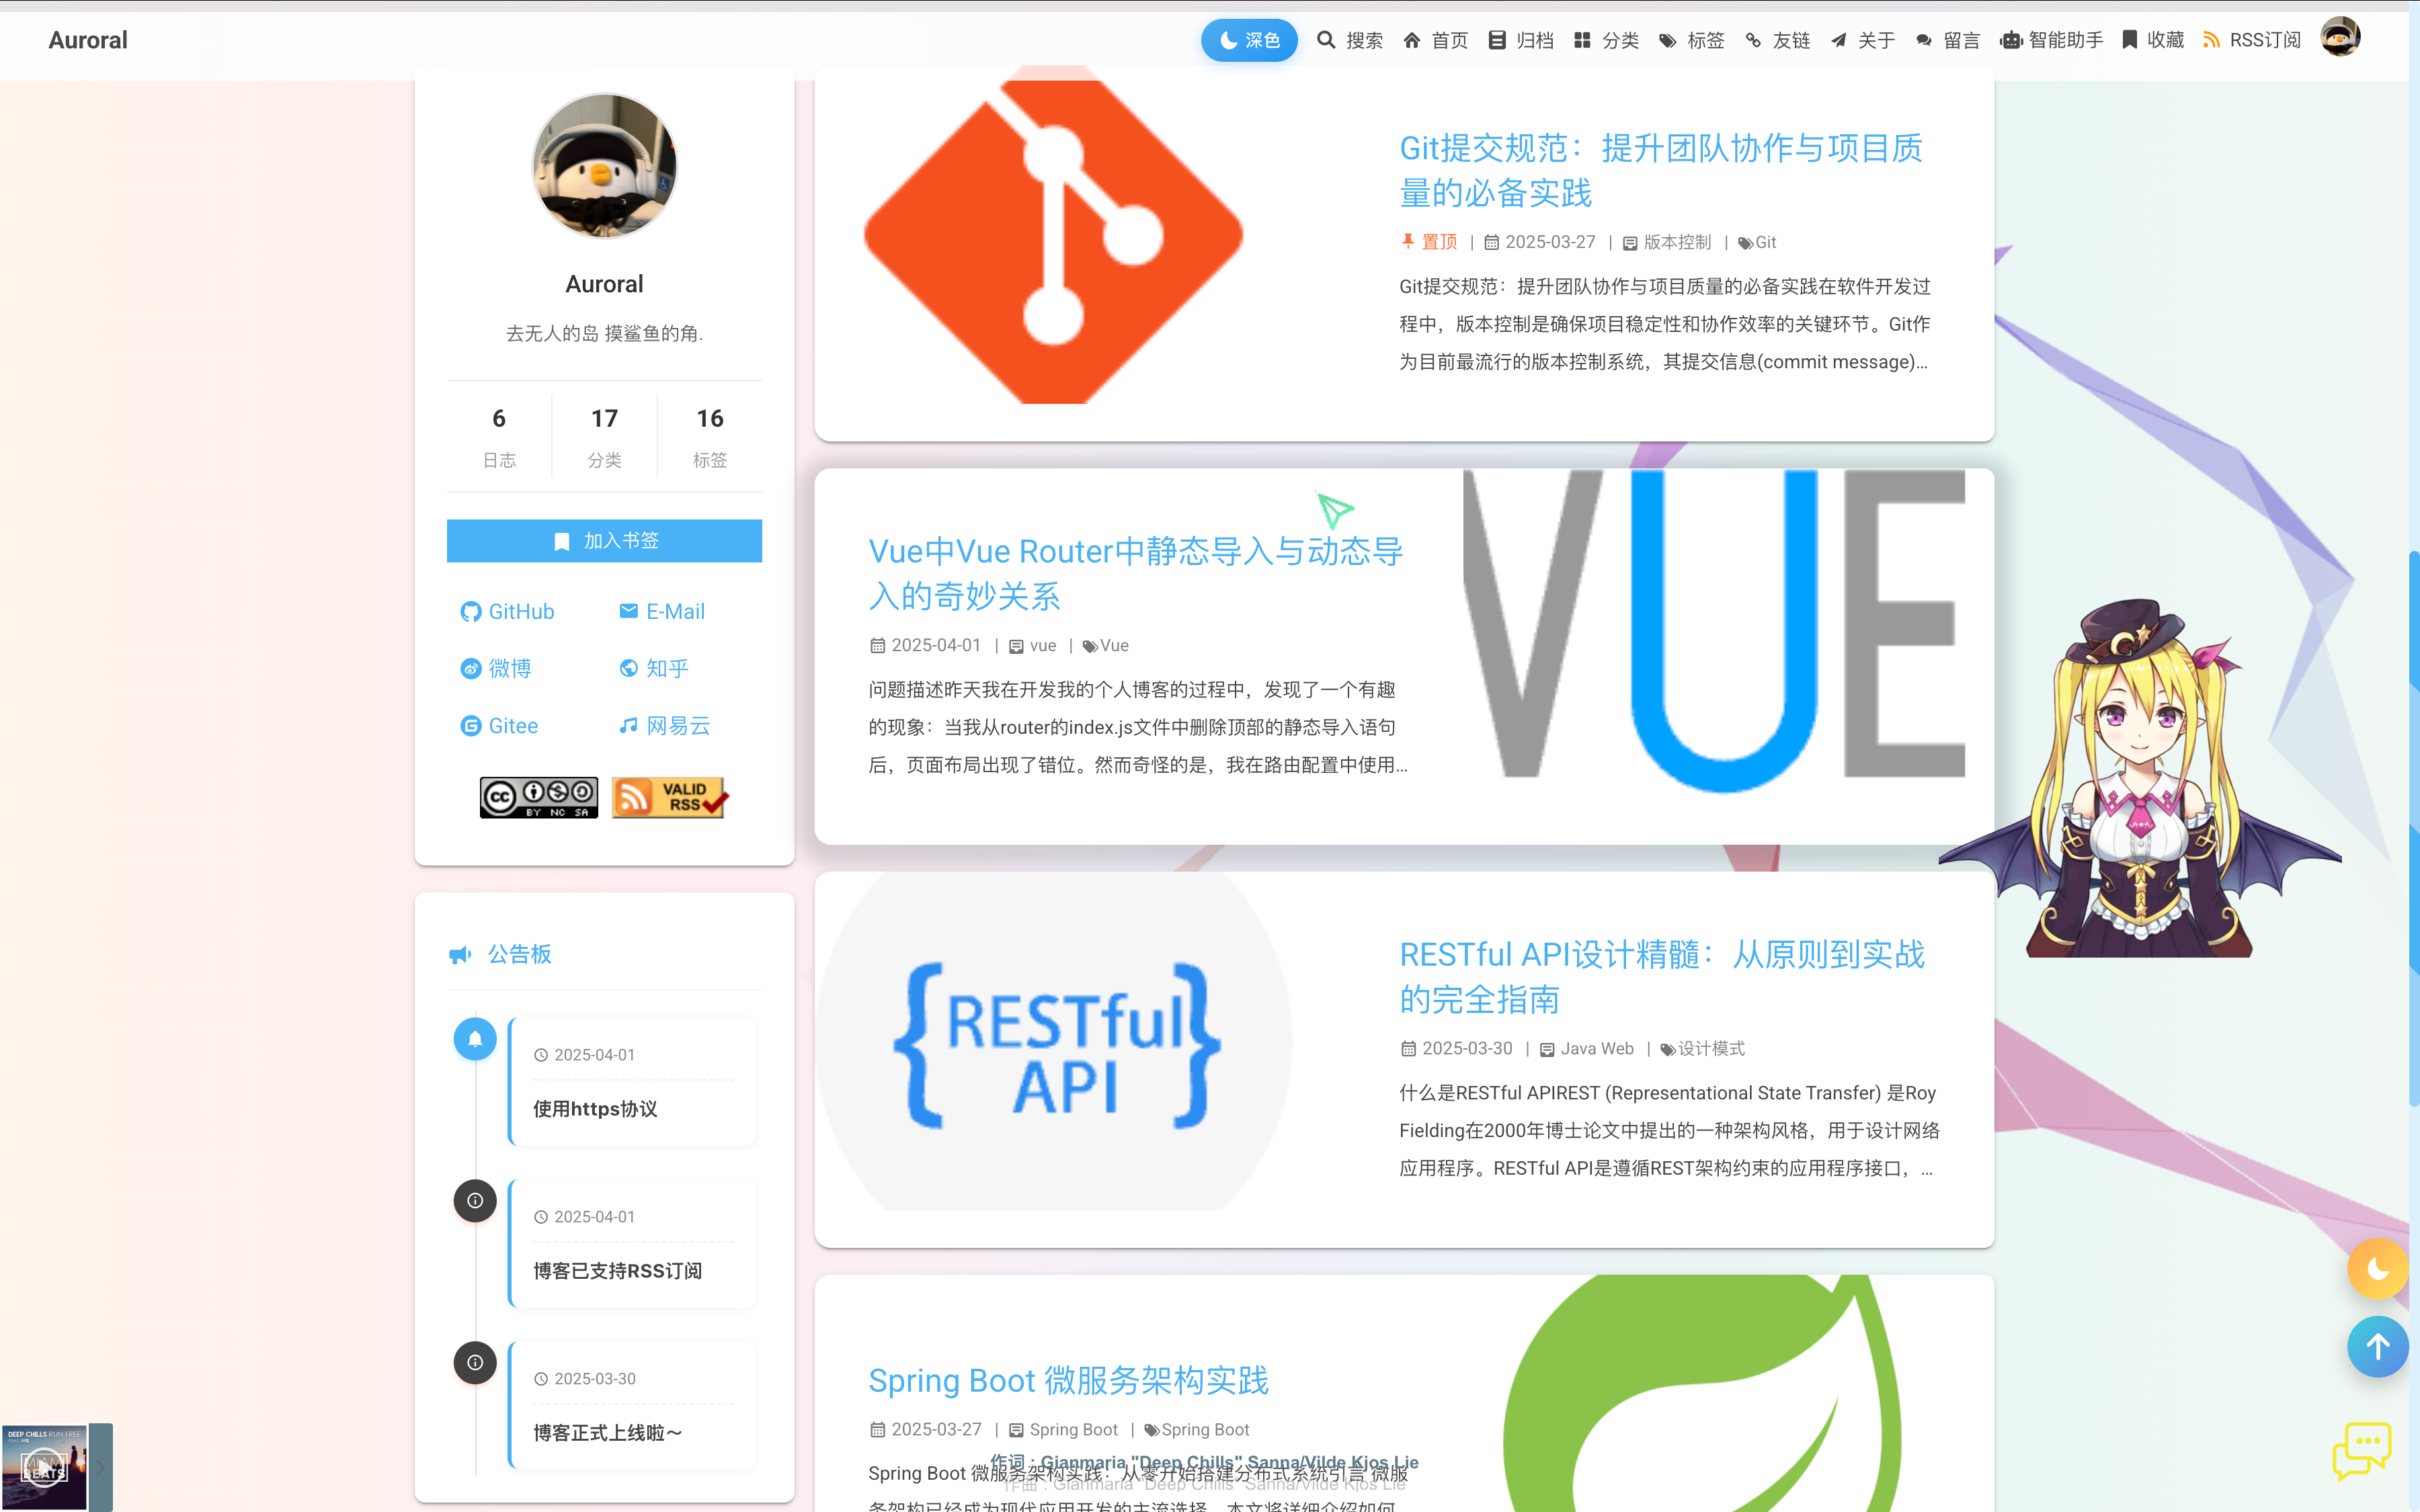 Auroral
深色
搜索
首页
归档
分类
标签
友链
关于
留言
智能助手
收藏
RSS订阅
Auroral
去无人的岛 摸鲨鱼的角.
6
17
16
日志
分类
标签
加入书签
GitHub
E-Mail
微博
知乎
Gitee
网易云
CC BY NC SA
VALID
RSS
公告板
2025-04-01
使用https协议
2025-04-01
博客已支持RSS订阅
2025-03-30
博客正式上线啦～
Git提交规范：提升团队协作与项目质
量的必备实践
置顶 | 2025-03-27 | 版本控制 | Git
Git提交规范：提升团队协作与项目质量的必备实践在软件开发过
程中，版本控制是确保项目稳定性和协作效率的关键环节。Git作
为目前最流行的版本控制系统，其提交信息(commit message)...
Vue中Vue Router中静态导入与动态导
入的奇妙关系
2025-04-01 | vue | Vue
问题描述昨天我在开发我的个人博客的过程中，发现了一个有趣
的现象：当我从router的index.js文件中删除顶部的静态导入语句
后，页面布局出现了错位。然而奇怪的是，我在路由配置中使用...
VUE
{RESTful}
API
RESTful API设计精髓：从原则到实战
的完全指南
2025-03-30 | Java Web | 设计模式
什么是RESTful APIREST (Representational State Transfer) 是Roy
Fielding在2000年博士论文中提出的一种架构风格，用于设计网络
应用程序。RESTful API是遵循REST架构约束的应用程序接口，...
Spring Boot 微服务架构实践
2025-03-27 | Spring Boot | Spring Boot
作词 : Gianmaria "Deep Chills" Sanna/Vilde Kjos Lie
Spring Boot 微服务架构实践：从零开始搭建分布式系统引言 微服
作曲 : Gianmaria "Deep Chills" Sanna/Vilde Kjos Lie
务架构已经成为现代应用开发的主流选择，本文将详细介绍如何
DEEP CHILLS RUN FREE
BEATS